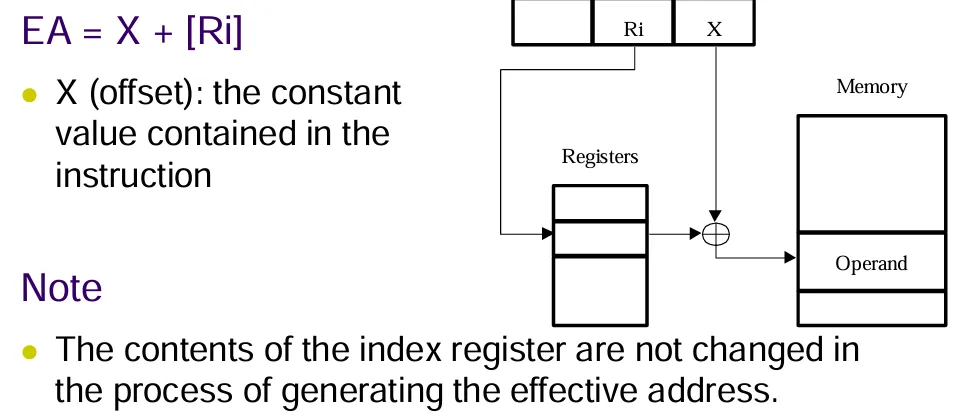 EA = X + [Ri]
X (offset): the constant
value contained in the
instruction
Ri
X
Memory
Registers
Operand
Note
The contents of the index register are not changed in
the process of generating the effective address.